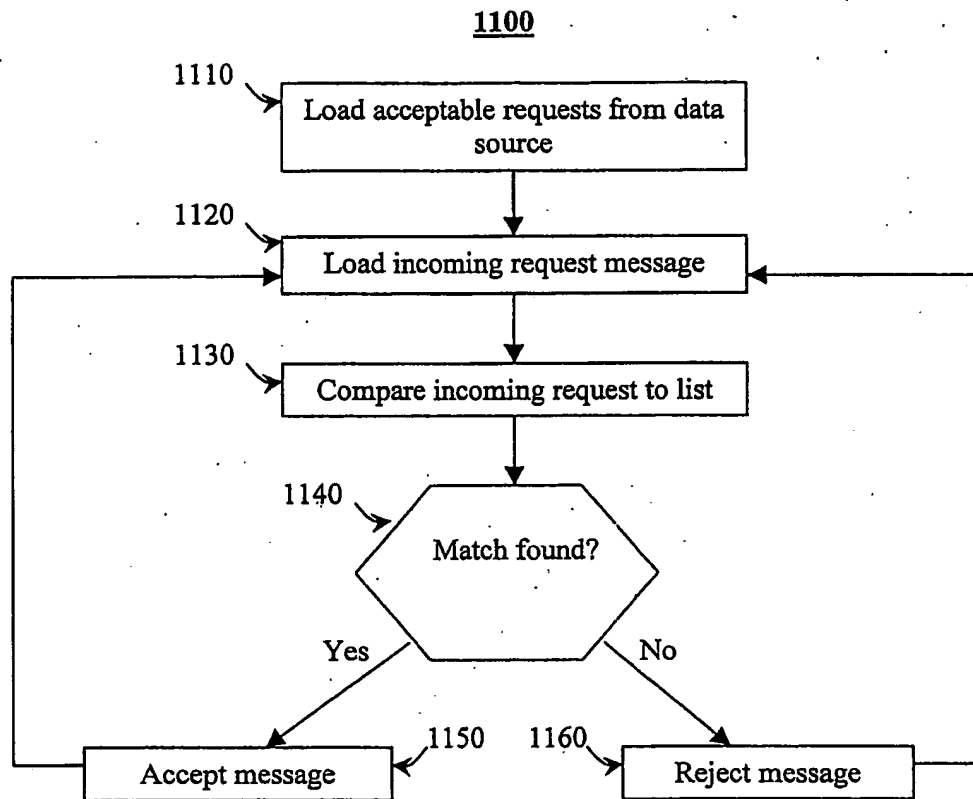 1100
1110
Load acceptable requests from data
source
1120
Load incoming request message
1130
Compare incoming request to list
1140
Match found?
Yes
No
1150
1160
Accept message
Reject message